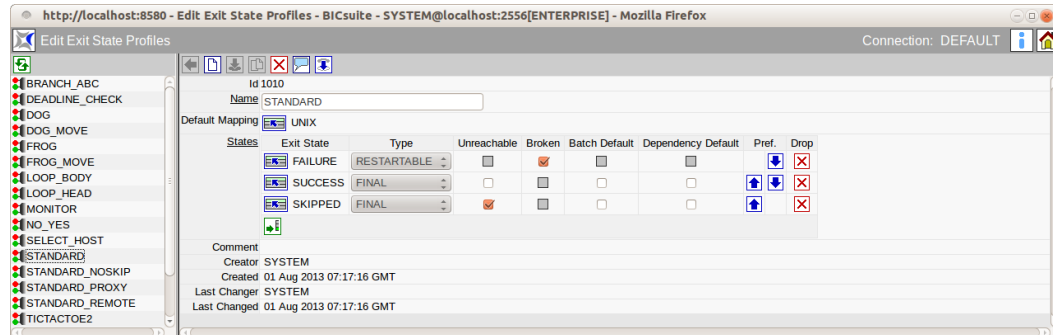 http://localhost:8580 - Edit Exit State Profiles - BICsuite - SYSTEM@localhost:2556[ENTERPRISE] - Mozilla Firefox
Edit Exit State Profiles Connection: DEFAULT
BRANCH_ABC
DEADLINE_CHECK
DOG
DOG_MOVE
FROG
FROG_MOVE
LOOP_BODY
LOOP_HEAD
MONITOR
NO_YES
SELECT_HOST
STANDARD
STANDARD_NOSKIP
STANDARD_PROXY
STANDARD_REMOTE
TICTACTOE2
Id 1010
Name STANDARD
Default Mapping UNIX
States Exit State Type Unreachable Broken Batch Default Dependency Default Pref. Drop
FAILURE RESTARTABLE
SUCCESS FINAL
SKIPPED FINAL
Comment
Creator SYSTEM
Created 01 Aug 2013 07:17:16 GMT
Last Changer SYSTEM
Last Changed 01 Aug 2013 07:17:16 GMT